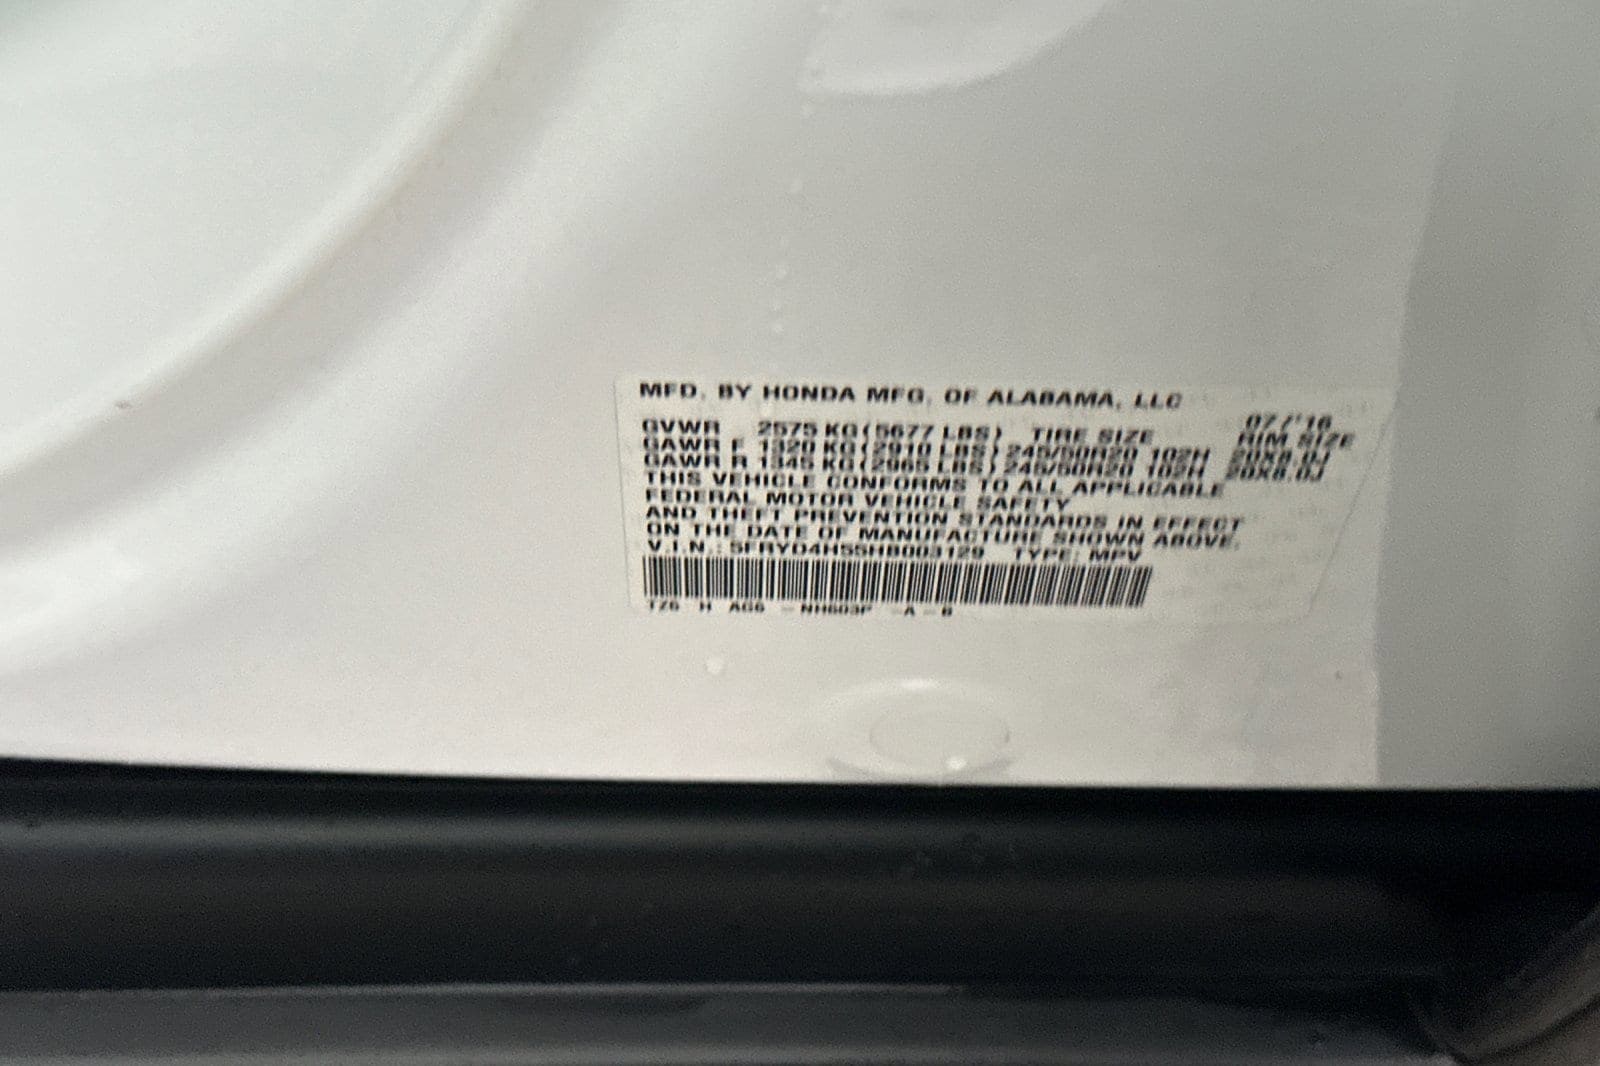 MFD. BY HONDA MFG. OF ALABAMA, LLC
07/'16
GVWR 2575 KG(5677 LBS) TIRE SIZE RIM SIZE
GAWR F 1320 KG(2910 LBS)245/50R20 102H 20X8.0J
GAWR R 1345 KG(2965 LBS)245/50R20 102H 20X8.0J
THIS VEHICLE CONFORMS TO ALL APPLICABLE
FEDERAL MOTOR VEHICLE SAFETY
AND THEFT PREVENTION STANDARDS IN EFFECT
ON THE DATE OF MANUFACTURE SHOWN ABOVE.
V.I.N.: 5FRYD4H55HB003129 TYPE: MPV
TZ6 H AG6 - NH603P -A - B